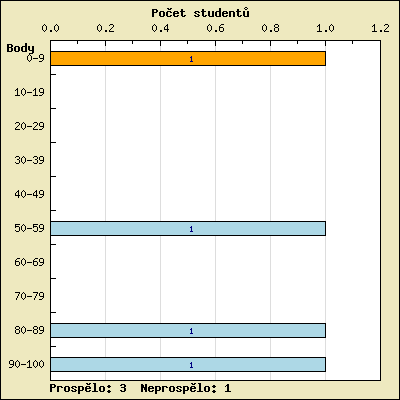 Počet studentů
0.0 0.2 0.4 0.6 0.8 1.0 1.2
Body
0-9 1
10-19
20-29
30-39
40-49
50-59 1
60-69
70-79
80-89 1
90-100 1
Prospělo: 3 Neprospělo: 1